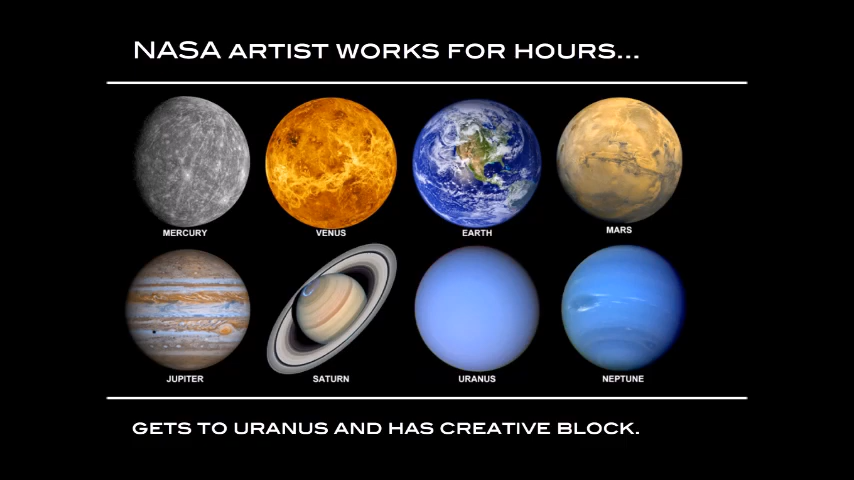 NASA ARTIST WORKS FOR HOURS...
MERCURY
VENUS
EARTH
MARS
JUPITER
SATURN
URANUS
NEPTUNE
GETS TO URANUS AND HAS CREATIVE BLOCK.